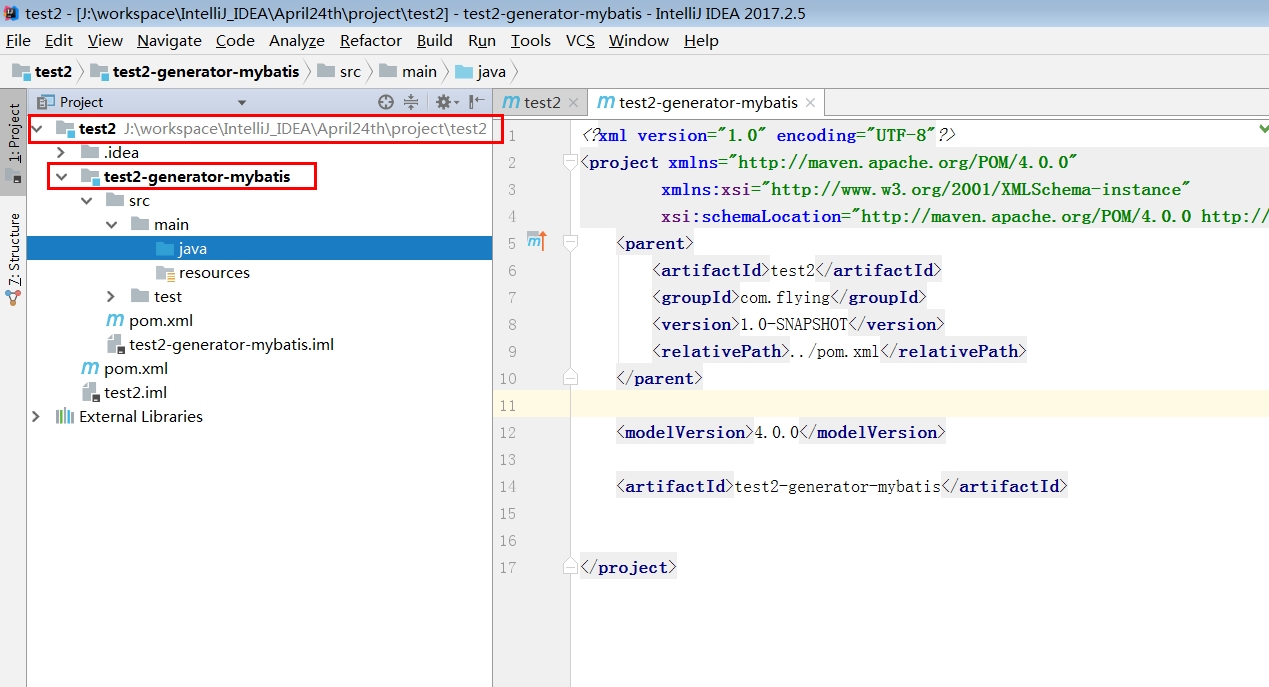 test2 - [J:\workspace\IntelliJ_IDEA\April24th\project\test2] - test2-generator-mybatis - IntelliJ IDEA 2017.2.5
File Edit View Navigate Code Analyze Refactor Build Run Tools VCS Window Help
test2 test2-generator-mybatis src main java
1: Project
Z: Structure
Project
test2 J:\workspace\IntelliJ_IDEA\April24th\project\test2
.idea
test2-generator-mybatis
src
main
java
resources
test
pom.xml
test2-generator-mybatis.iml
pom.xml
test2.iml
External Libraries
test2 test2-generator-mybatis
1 <?xml version="1.0" encoding="UTF-8"?>
2 <project xmlns="http://maven.apache.org/POM/4.0.0"
3 xmlns:xsi="http://www.w3.org/2001/XMLSchema-instance"
4 xsi:schemaLocation="http://maven.apache.org/POM/4.0.0 http://
5 <parent>
6 <artifactId>test2</artifactId>
7 <groupId>com.flying</groupId>
8 <version>1.0-SNAPSHOT</version>
9 <relativePath>../pom.xml</relativePath>
10 </parent>
11
12 <modelVersion>4.0.0</modelVersion>
13
14 <artifactId>test2-generator-mybatis</artifactId>
15
16
17 </project>